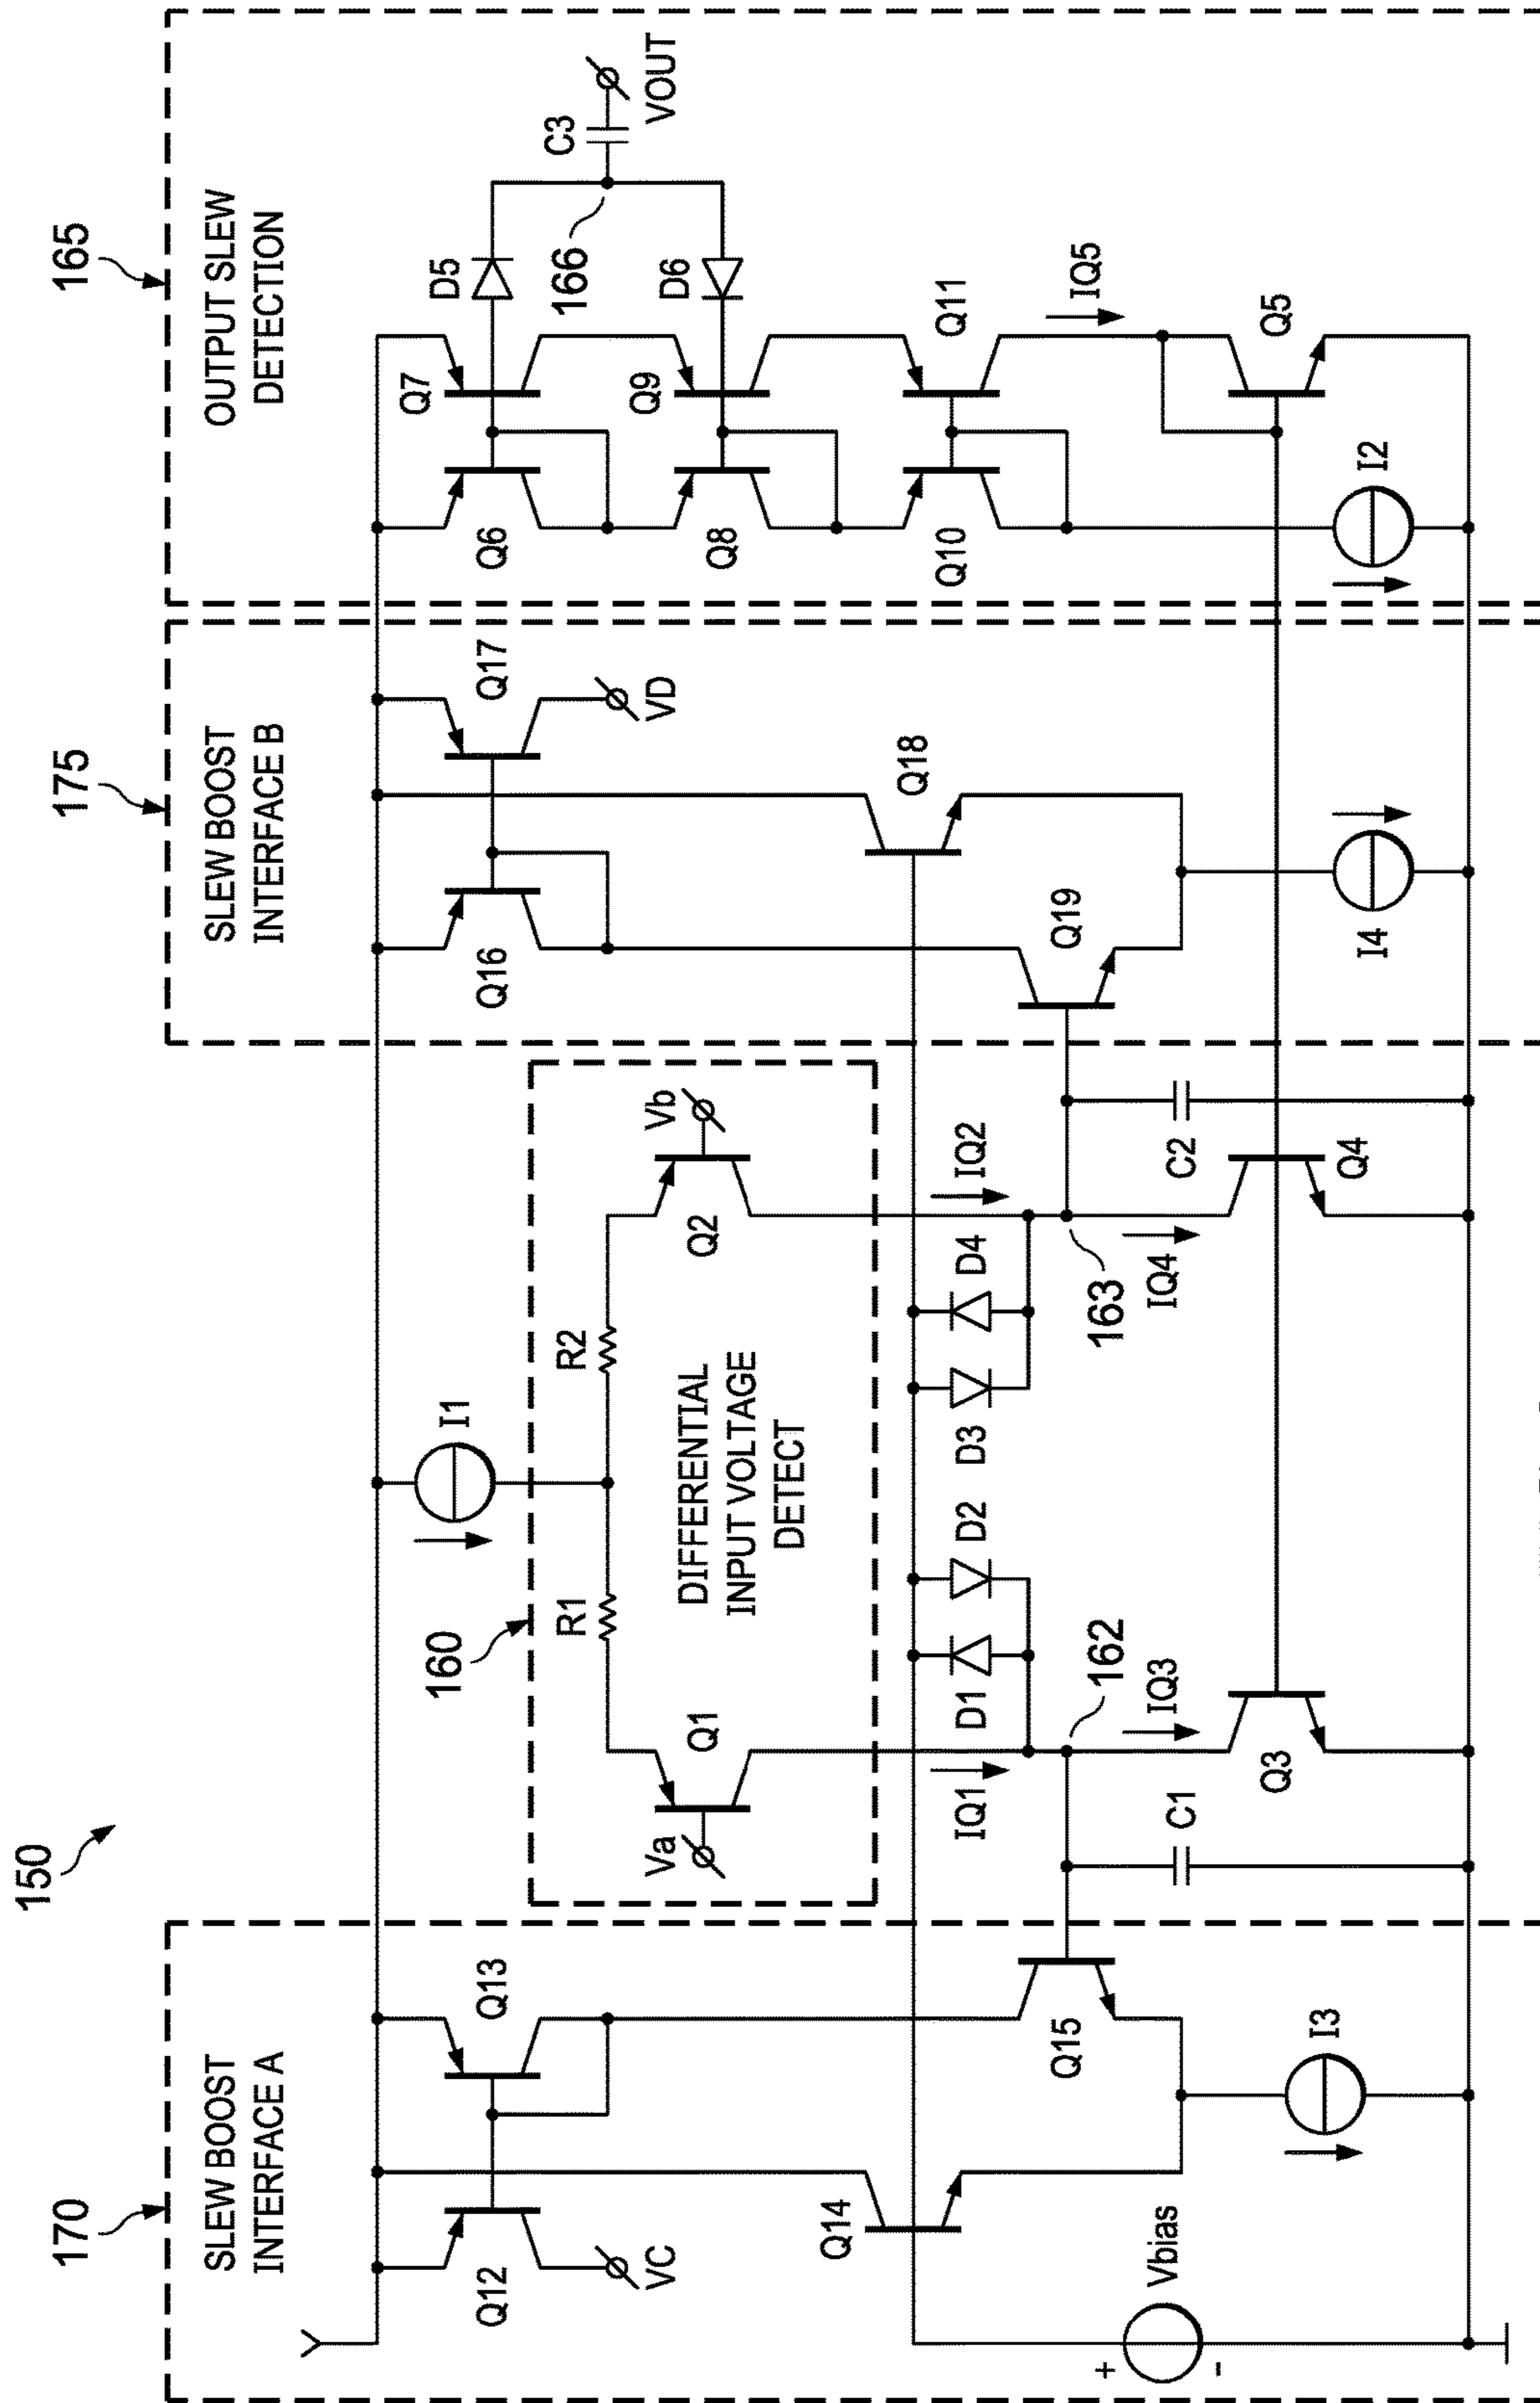 150
170
SLEW BOOST
INTERFACE A
Q12
Q13
VC
Q14
Q15
I3
Vbias
+
-
160
I1
R1
R2
Va
Q1
Q2
Vb
DIFFERENTIAL
INPUT VOLTAGE
DETECT
IQ1
D1
D2
D3
D4
IQ2
162
163
IQ3
IQ4
C1
Q3
C2
Q4
175
SLEW BOOST
INTERFACE B
Q16
Q17
VD
Q18
Q19
I4
165
OUTPUT SLEW
DETECTION
Q6
Q7
D5
C3
VOUT
166
Q8
Q9
D6
Q10
Q11
IQ5
Q5
I2